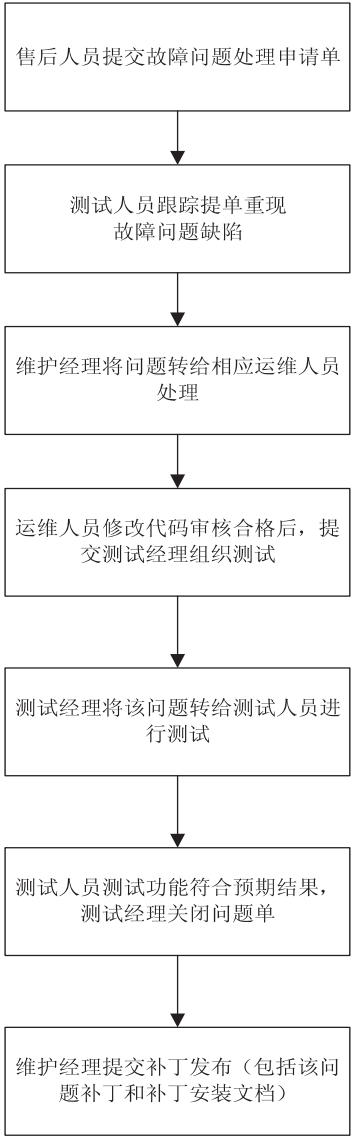 售后人员提交故障问题处理申请单
测试人员跟踪提单重现
故障问题缺陷
维护经理将问题转给相应运维人员
处理
运维人员修改代码审核合格后，提
交测试经理组织测试
测试经理将该问题转给测试人员进
行测试
测试人员测试功能符合预期结果，
测试经理关闭问题单
维护经理提交补丁发布（包括该问
题补丁和补丁安装文档）